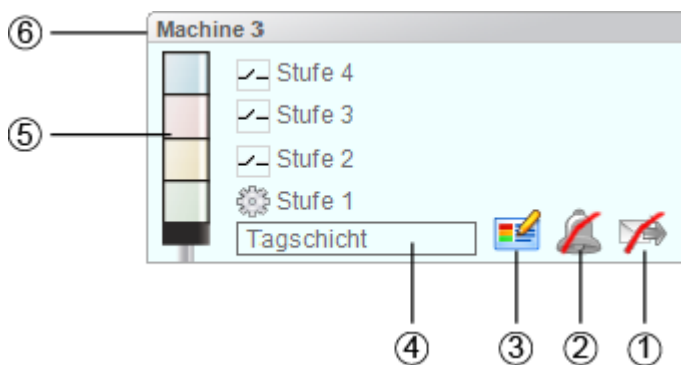 ⑥ Machine 3
Stufe 4
⑤ Stufe 3
Stufe 2
Stufe 1
Tagschicht
④ ③ ② ①